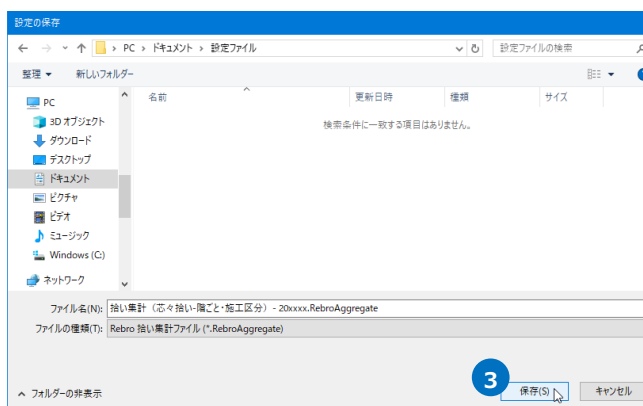 設定の保存
PC › ドキュメント › 設定ファイル
設定ファイルの検索
整理 新しいフォルダー
名前 更新日時 種類 サイズ
検索条件に一致する項目はありません。
PC
3D オブジェクト
ダウンロード
デスクトップ
ドキュメント
ピクチャ
ビデオ
ミュージック
Windows (C:)
ネットワーク
ファイル名(N): 拾い集計（芯々拾い-階ごと・施工区分）- 20xxxx.RebroAggregate
ファイルの種類(T): Rebro 拾い集計ファイル (*.RebroAggregate)
フォルダーの非表示
3
保存(S)
キャンセル